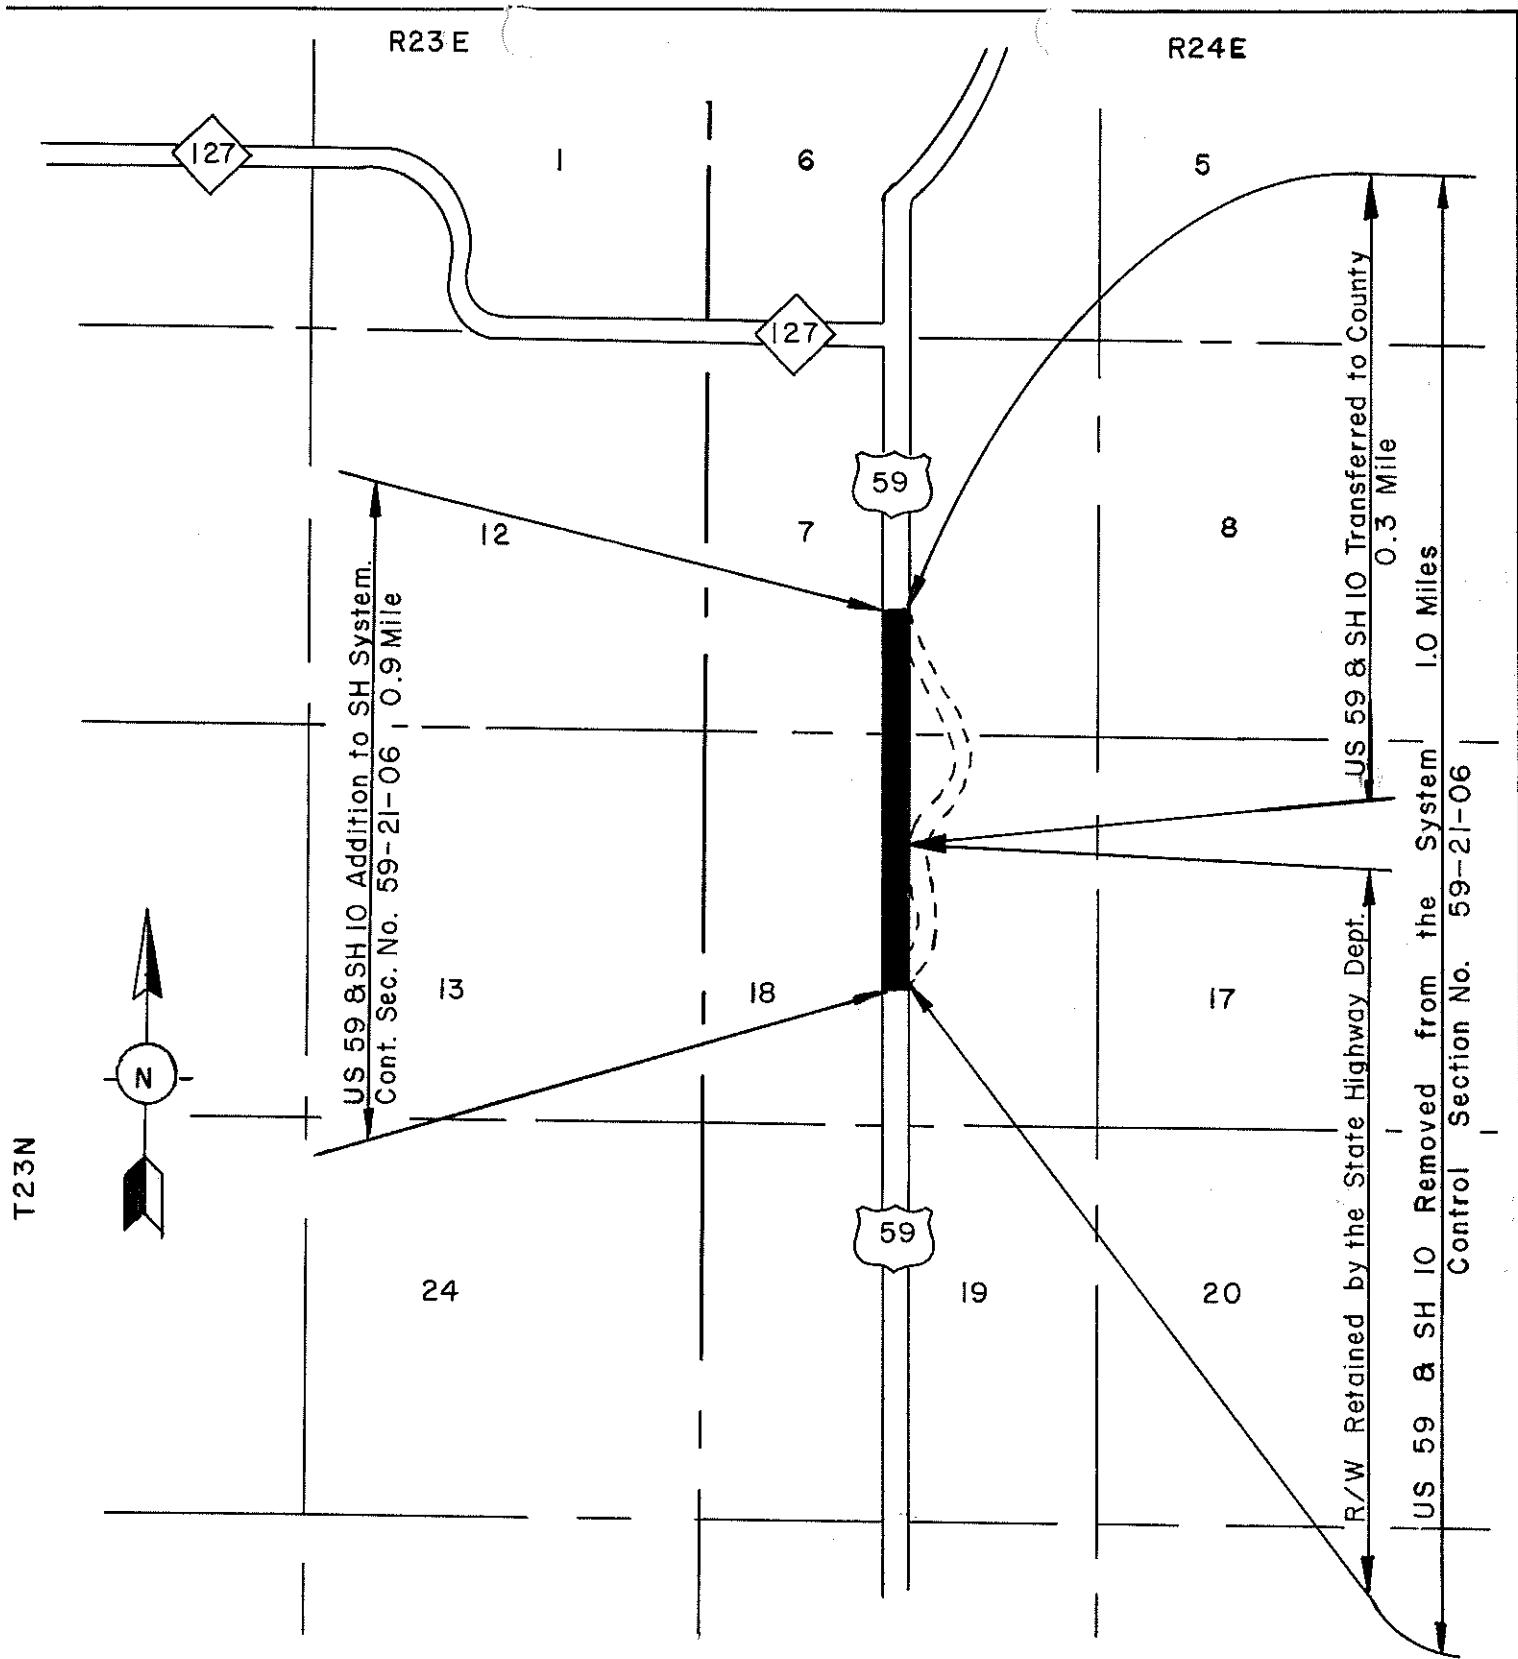 R23E
R24E
127
1
6
5
127
59
12
7
8
US 59 & SH 10 Transferred to County
0.3 Mile
US 59 & SH 10 Addition to SH System.
Cont. Sec. No. 59-21-06 0.9 Mile
US 59 & SH 10 Removed from the System 1.0 Miles
Control Section No. 59-21-06
13
18
17
R/W Retained by the State Highway Dept.
N
T23N
59
24
19
20